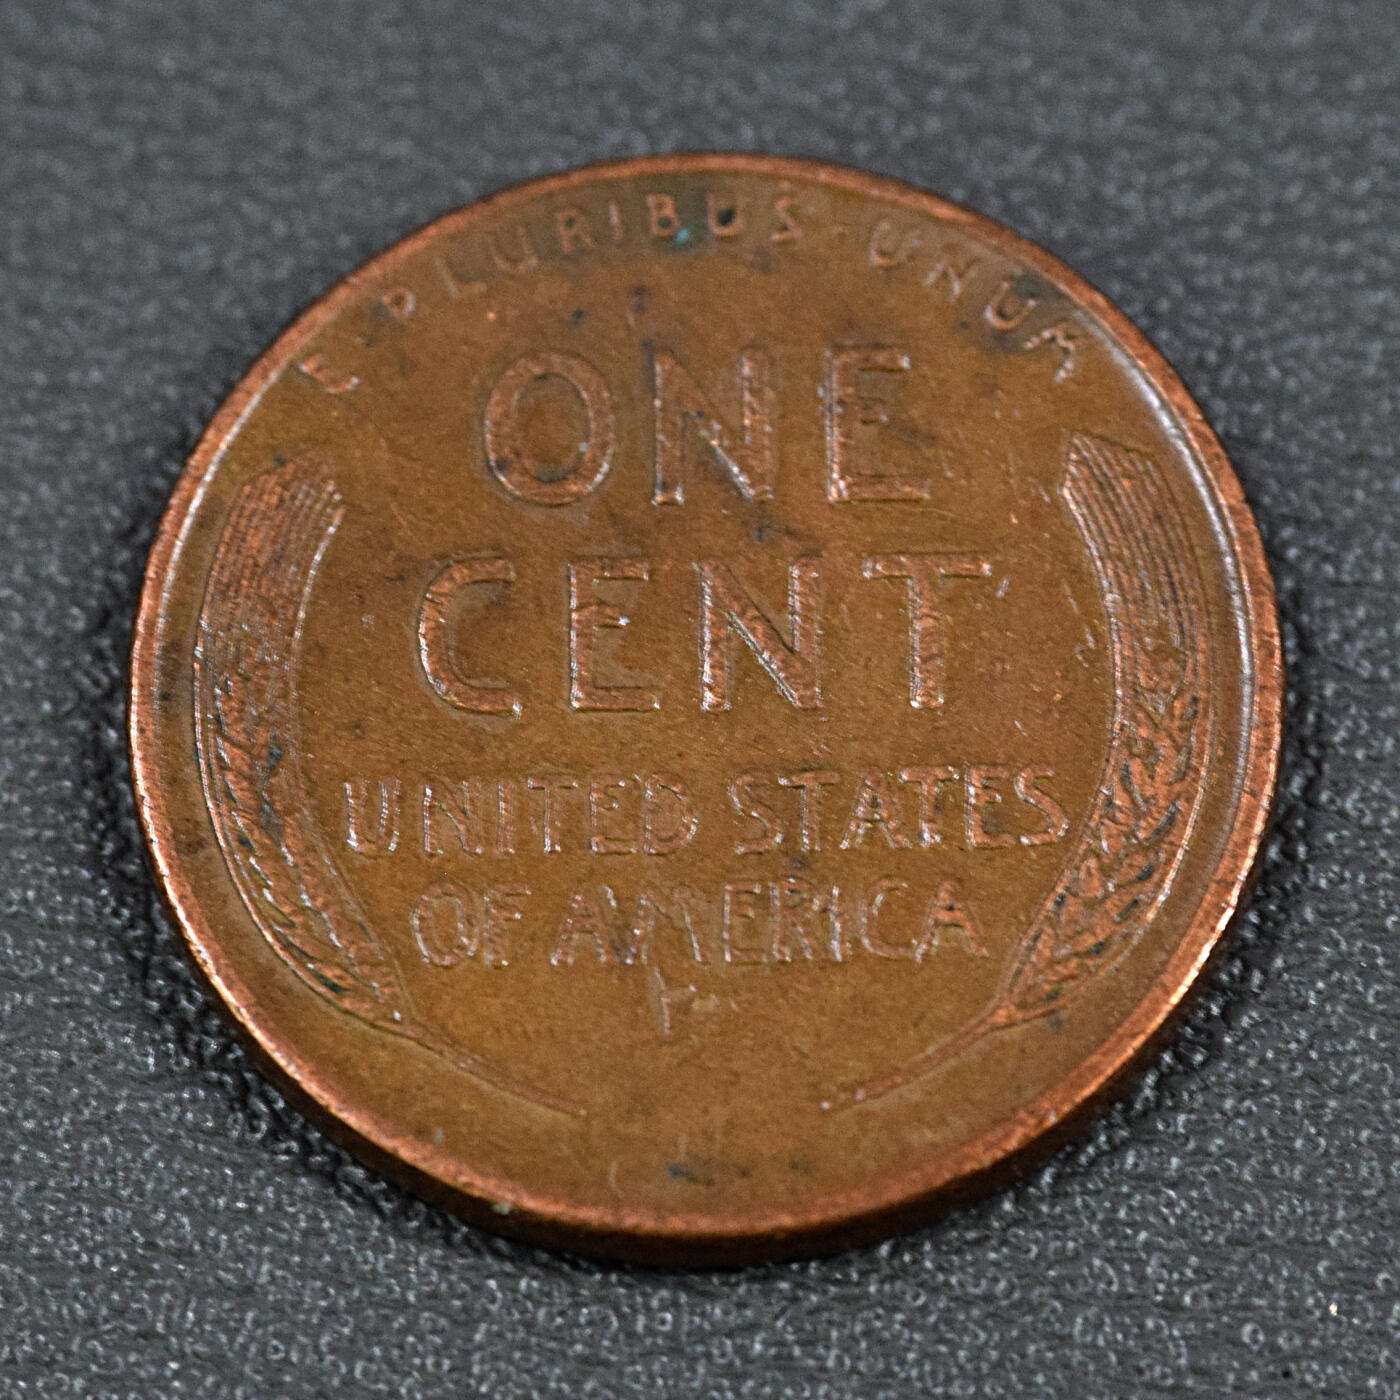 E·PLURIBUS·UNUM
ONE
CENT
UNITED STATES
OF AMERICA